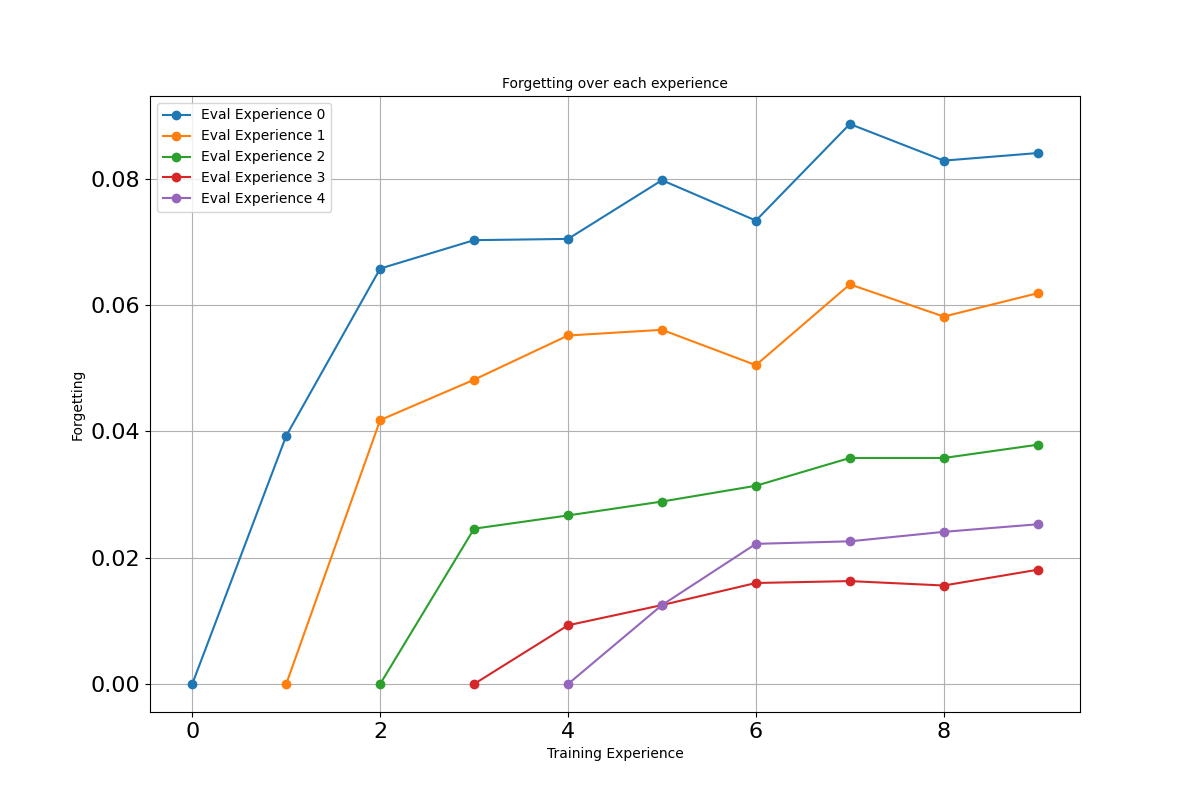 Forgetting over each experience
Eval Experience 0
Eval Experience 1
Eval Experience 2
Eval Experience 3
Eval Experience 4
0.08
0.06
0.04
0.02
0.00
Forgetting
0 2 4 6 8
Training Experience